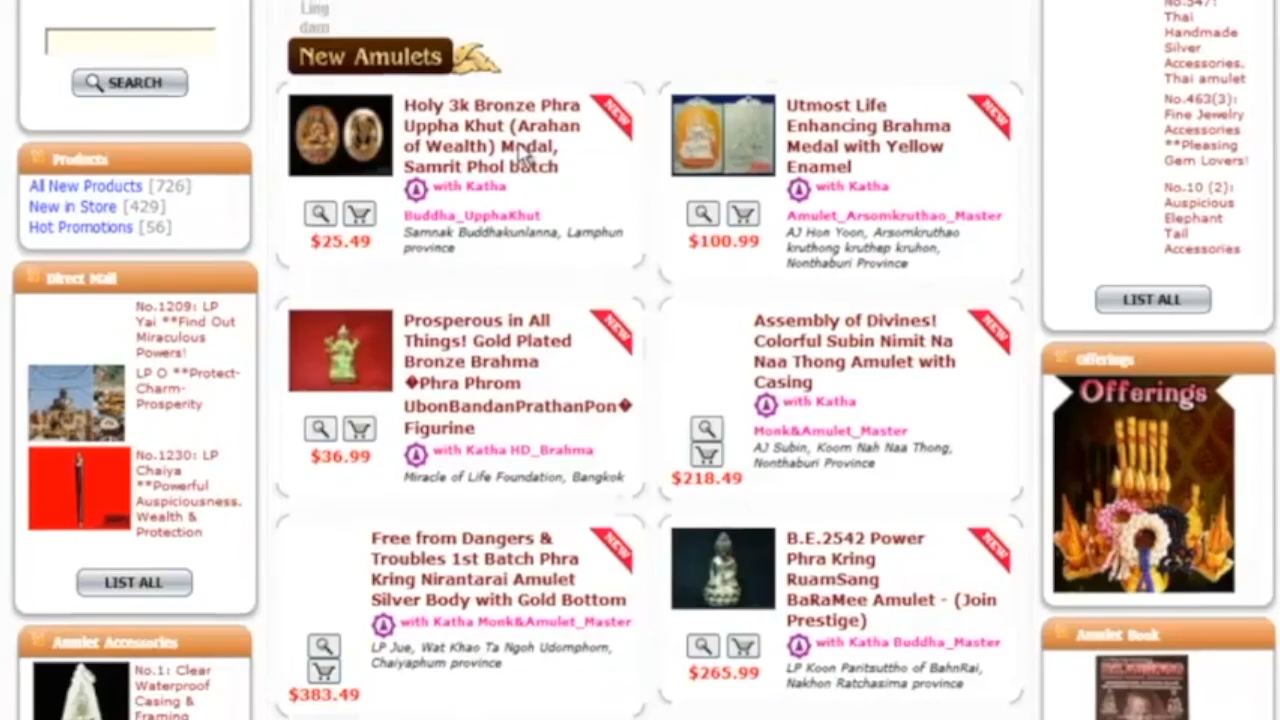 Ling
dam
SEARCH
Products
All New Products [726]
New in Store [429]
Hot Promotions [56]
Direct Mail
No.1209: LP
Yai **Find Out
Miraculous
Powers!
LP O **Protect-
Charm-
Prosperity
No.1230: LP
Chaiya
**Powerful
Auspiciousness.
Wealth &
Protection
LIST ALL
Amulet Accessories
No.1: Clear
Waterproof
Casing &
Framing
New Amulets
Holy 3k Bronze Phra
Uppha Khut (Arahan
of Wealth) Medal,
Samrit Phol batch
with Katha
Buddha_UpphaKhut
Samnak Buddhakunlanna, Lamphun
province
$25.49
NEW
Utmost Life
Enhancing Brahma
Medal with Yellow
Enamel
with Katha
Amulet_Arsomkruthao_Master
AJ Hon Yoon, Arsomkruthao
kruthong kruthep kruhon,
Nonthaburi Province
$100.99
NEW
Prosperous in All
Things! Gold Plated
Bronze Brahma
�Phra Phrom
UbonBandanPrathanPon�
Figurine
with Katha HD_Brahma
Miracle of Life Foundation, Bangkok
$36.99
NEW
Assembly of Divines!
Colorful Subin Nimit Na
Naa Thong Amulet with
Casing
with Katha
Monk&Amulet_Master
AJ Subin, Koom Nah Naa Thong,
Nonthaburi Province
$218.49
NEW
Free from Dangers &
Troubles 1st Batch Phra
Kring Nirantarai Amulet
Silver Body with Gold Bottom
with Katha Monk&Amulet_Master
LP Jue, Wat Khao Ta Ngoh Udomphorn,
Chaiyaphum province
$383.49
NEW
B.E.2542 Power
Phra Kring
RuamSang
BaRaMee Amulet - (Join
Prestige)
with Katha Buddha_Master
LP Koon Paritsuttho of BahnRai,
Nakhon Ratchasima province
$265.99
NEW
No.547:
Thai
Handmade
Silver
Accessories.
Thai amulet
No.463(3):
Fine Jewelry
Accessories
**Pleasing
Gem Lovers!
No.10 (2):
Auspicious
Elephant
Tail
Accessories
LIST ALL
Offerings
Offerings
Amulet Book